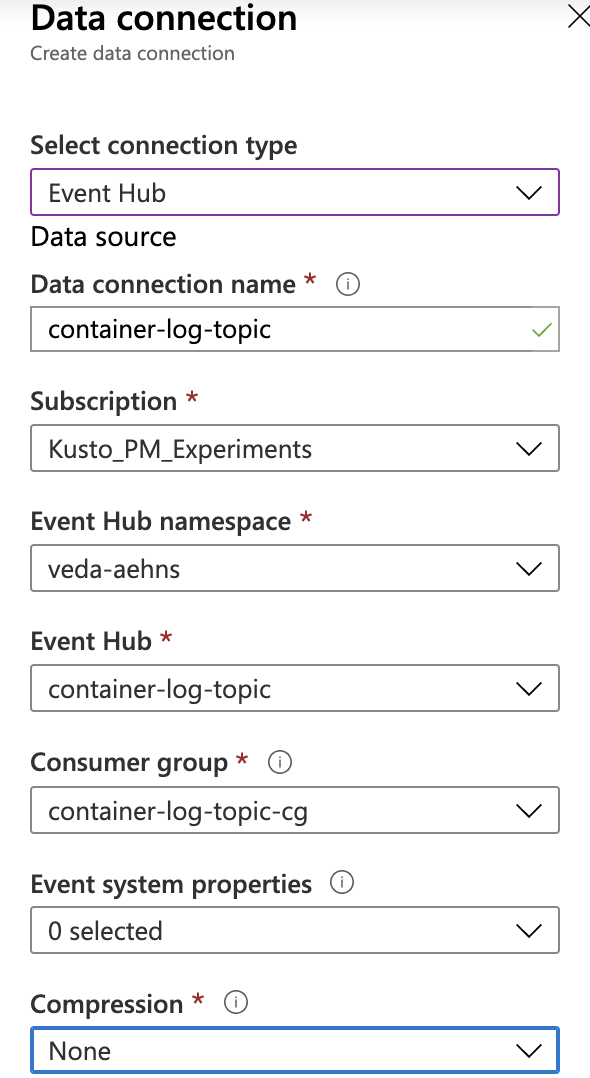 Data connection
Create data connection
Select connection type
Event Hub
Data source
Data connection name *
container-log-topic
Subscription *
Kusto_PM_Experiments
Event Hub namespace *
veda-aehns
Event Hub *
container-log-topic
Consumer group *
container-log-topic-cg
Event system properties
0 selected
Compression *
None